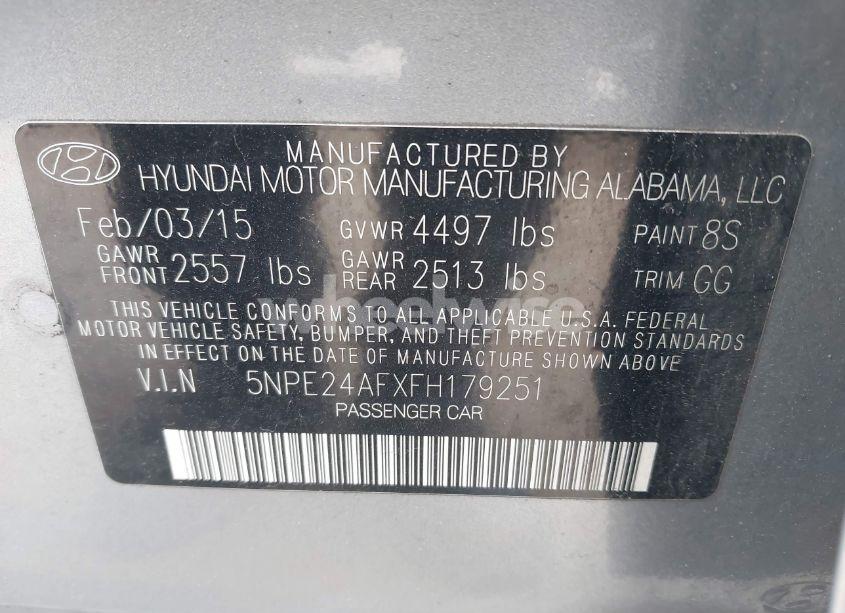 MANUFACTURED BY
HYUNDAI MOTOR MANUFACTURING ALABAMA, LLC
Feb/03/15 GVWR 4497 lbs PAINT 8S
GAWR FRONT 2557 lbs GAWR REAR 2513 lbs TRIM GG
THIS VEHICLE CONFORMS TO ALL APPLICABLE U.S.A. FEDERAL
MOTOR VEHICLE SAFETY, BUMPER, AND THEFT PREVENTION STANDARDS
IN EFFECT ON THE DATE OF MANUFACTURE SHOWN ABOVE
V.I.N 5NPE24AFXFH179251
PASSENGER CAR
wheelwise